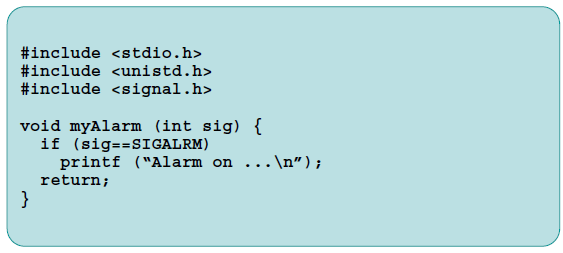 #include <stdio.h>
#include <unistd.h>
#include <signal.h>
void myAlarm (int sig) {
if (sig==SIGALRM)
printf (“Alarm on ...\n”);
return;
}